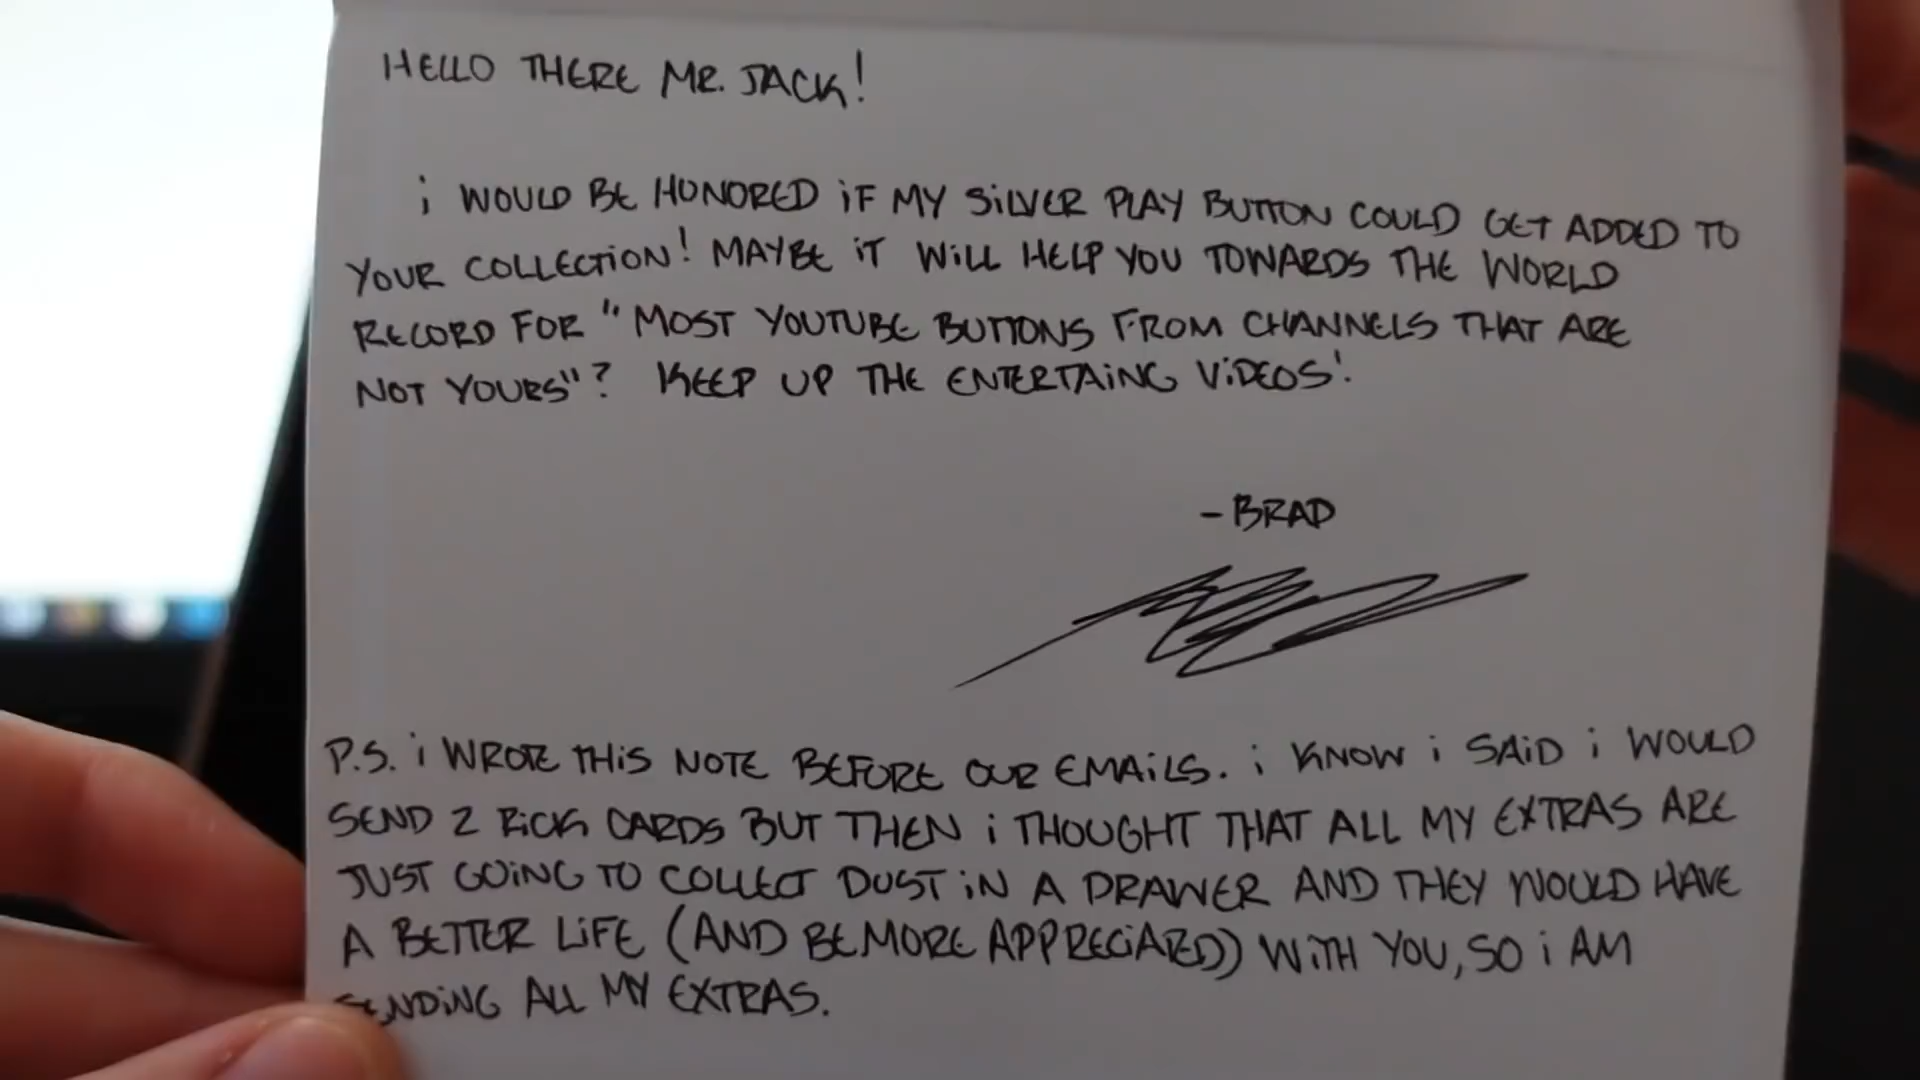 HELLO THERE MR. JACK!
i WOULD BE HONORED iF MY SiLVER PLAY BUTTON COULD GET ADDED TO
YOUR COLLECTiON! MAYBE iT WiLL HELP YOU TOWARDS THE WORLD
RECORD FOR "MOST YOUTUBE BUTTONS FROM CHANNELS THAT ARE
NOT YOURS"? KEEP UP THE ENTERTAiNG ViDEOS!
- BRAD
P.S. i WROTE THiS NOTE BEFORE OUR EMAiLS. i KNOW i SAiD i WOULD
SEND 2 RiCK CARDS BUT THEN i THOUGHT THAT ALL MY EXTRAS ARE
JUST GOiNG TO COLLECT DUST iN A DRAWER AND THEY WOULD HAVE
A BETTER LiFE (AND BE MORE APPRECiATED) WiTH YOU, SO i AM
SENDiNG ALL MY EXTRAS.